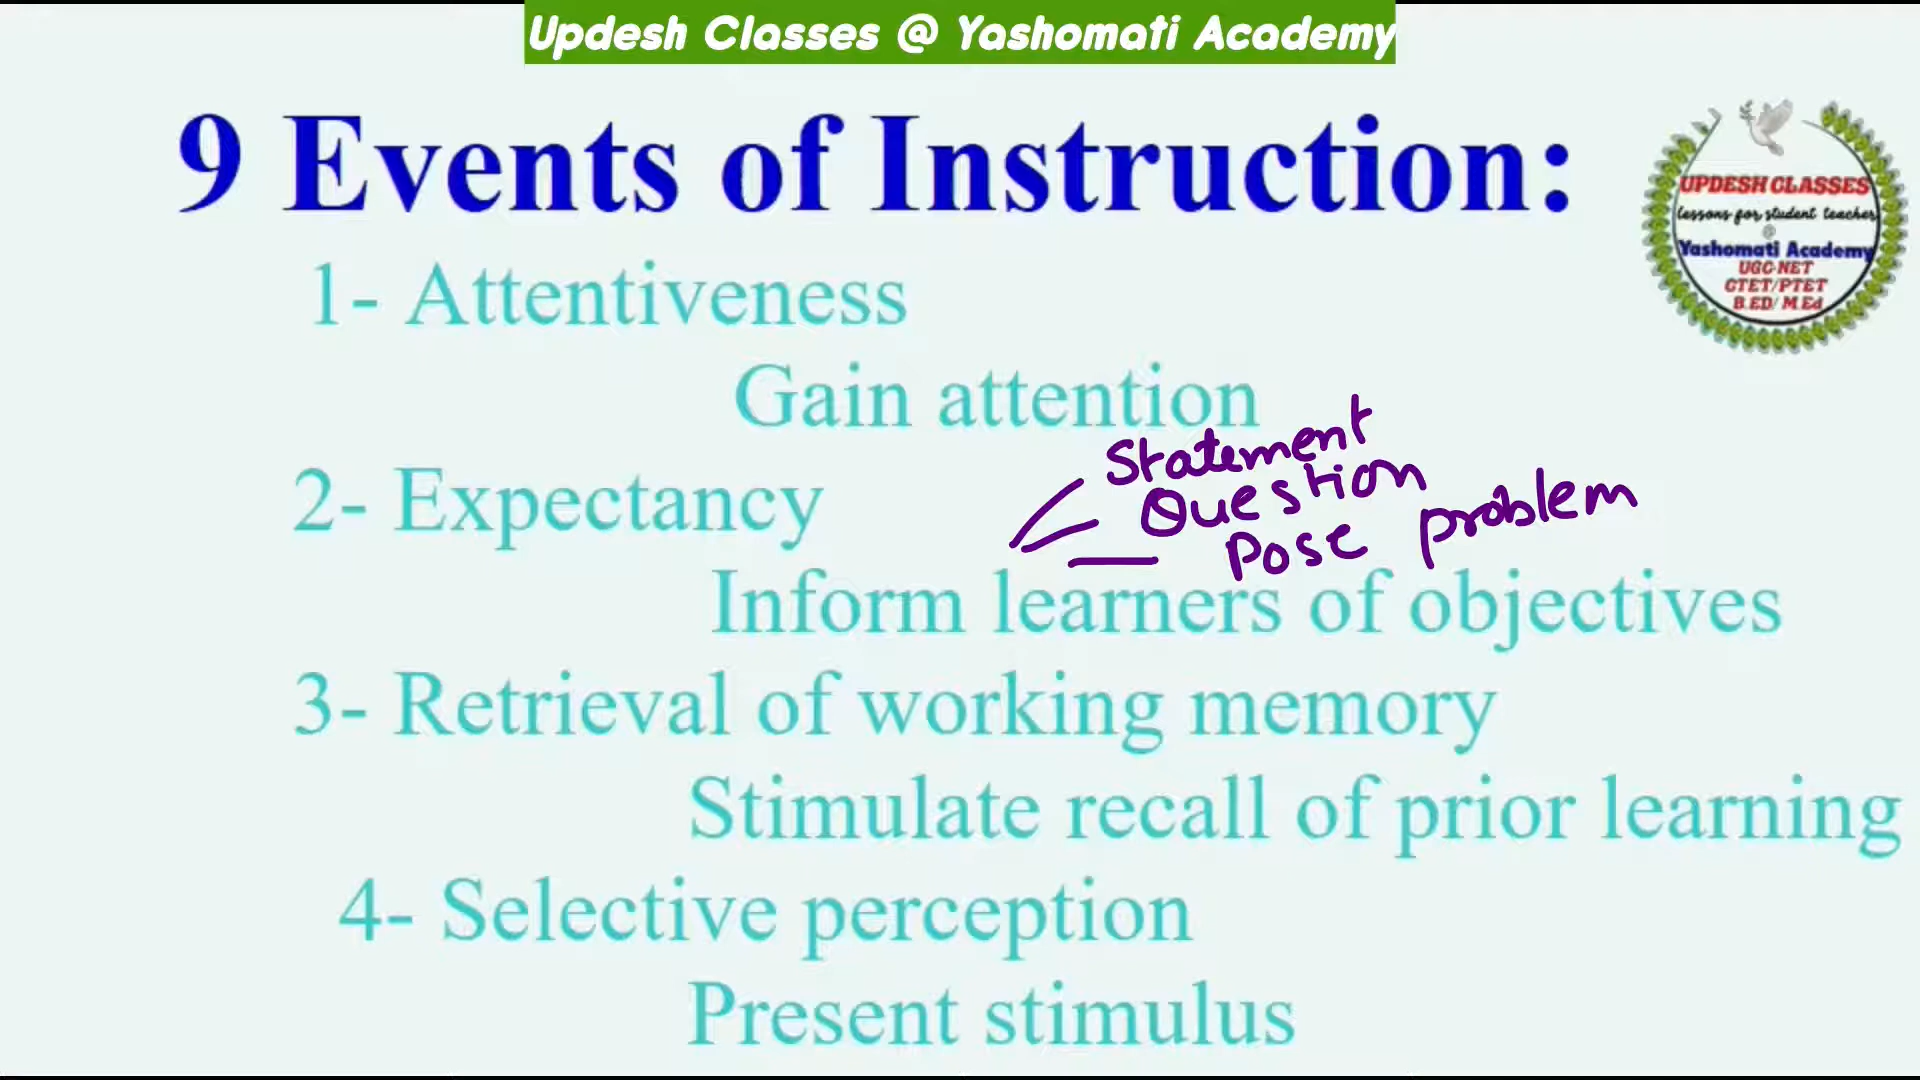 Updesh Classes @ Yashomati Academy
9 Events of Instruction:
UPDESH CLASSES
lessons for student teacher
@
Yashomati Academy
UGC-NET
CTET/PTET
B.ED/ M.Ed
1- Attentiveness
Gain attention
Statement
Question
Pose problem
2- Expectancy
Inform learners of objectives
3- Retrieval of working memory
Stimulate recall of prior learning
4- Selective perception
Present stimulus